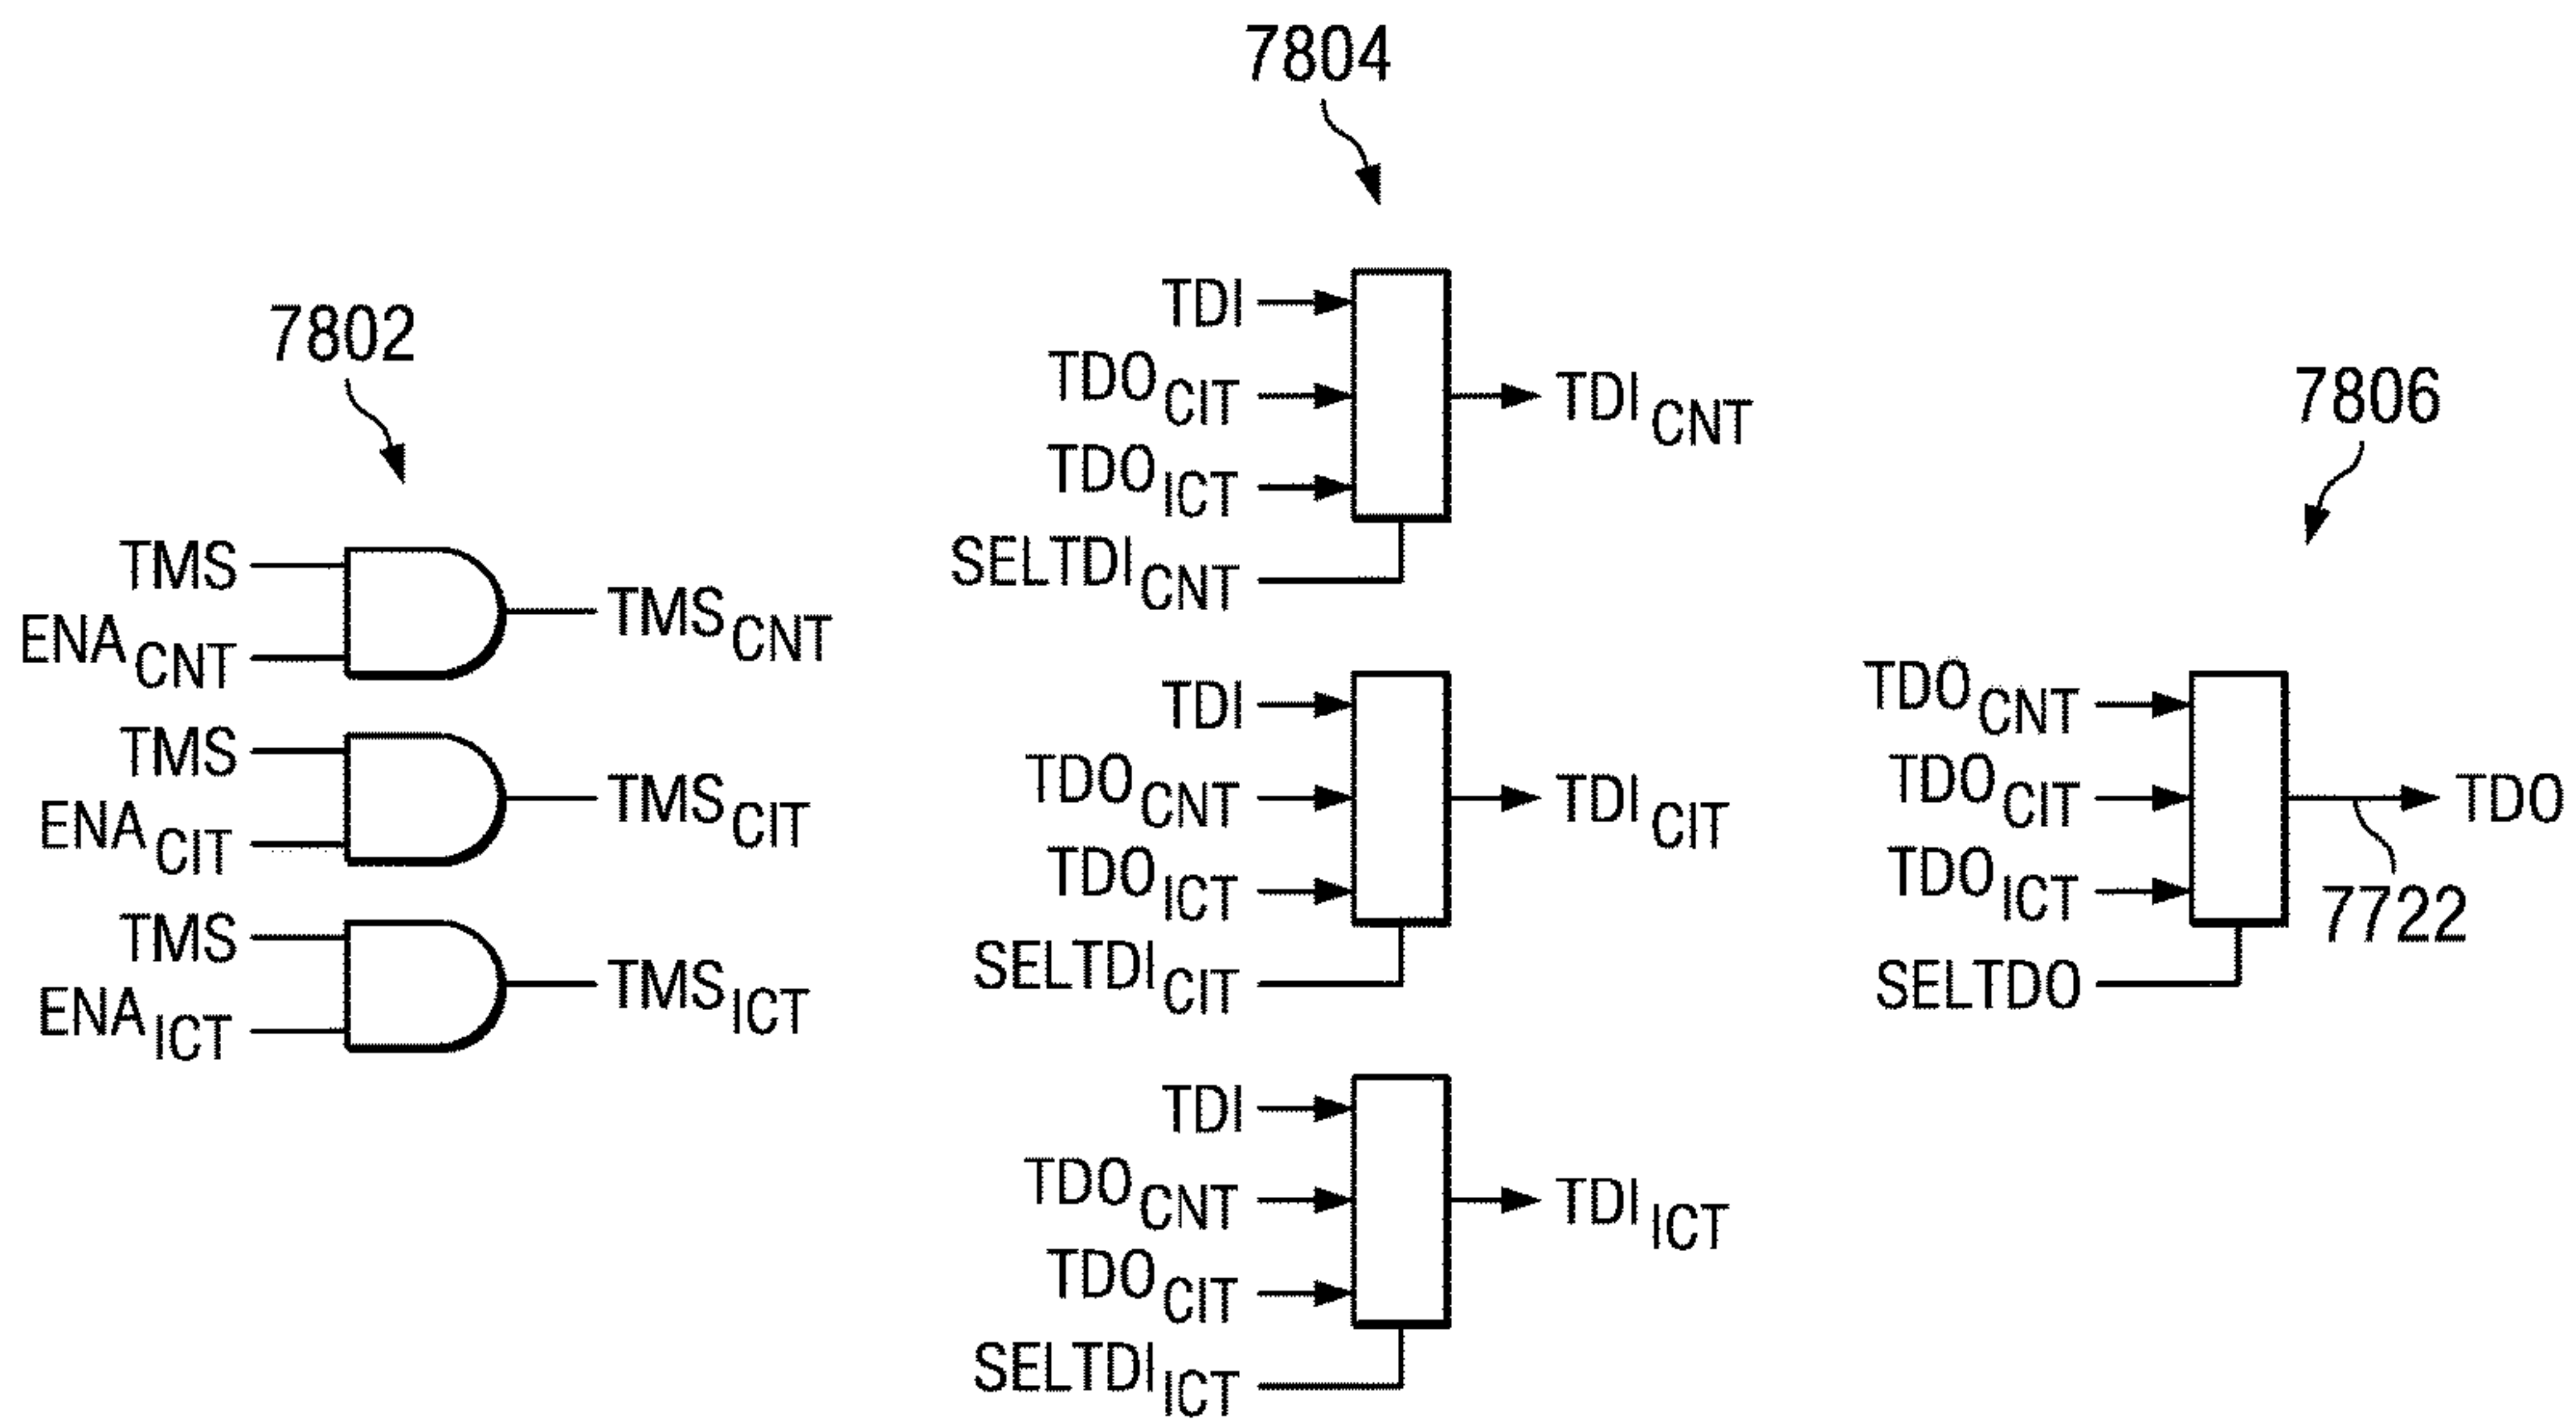 7802
TMS
ENA CNT
TMS CNT
TMS
ENA CIT
TMS CIT
TMS
ENA ICT
TMS ICT
7804
TDI
TDO CIT
TDO ICT
SELTDI CNT
TDI CNT
TDI
TDO CNT
TDO ICT
SELTDI CIT
TDI CIT
TDI
TDO CNT
TDO CIT
SELTDI ICT
TDI ICT
7806
TDO CNT
TDO CIT
TDO ICT
SELTDO
TDO
7722